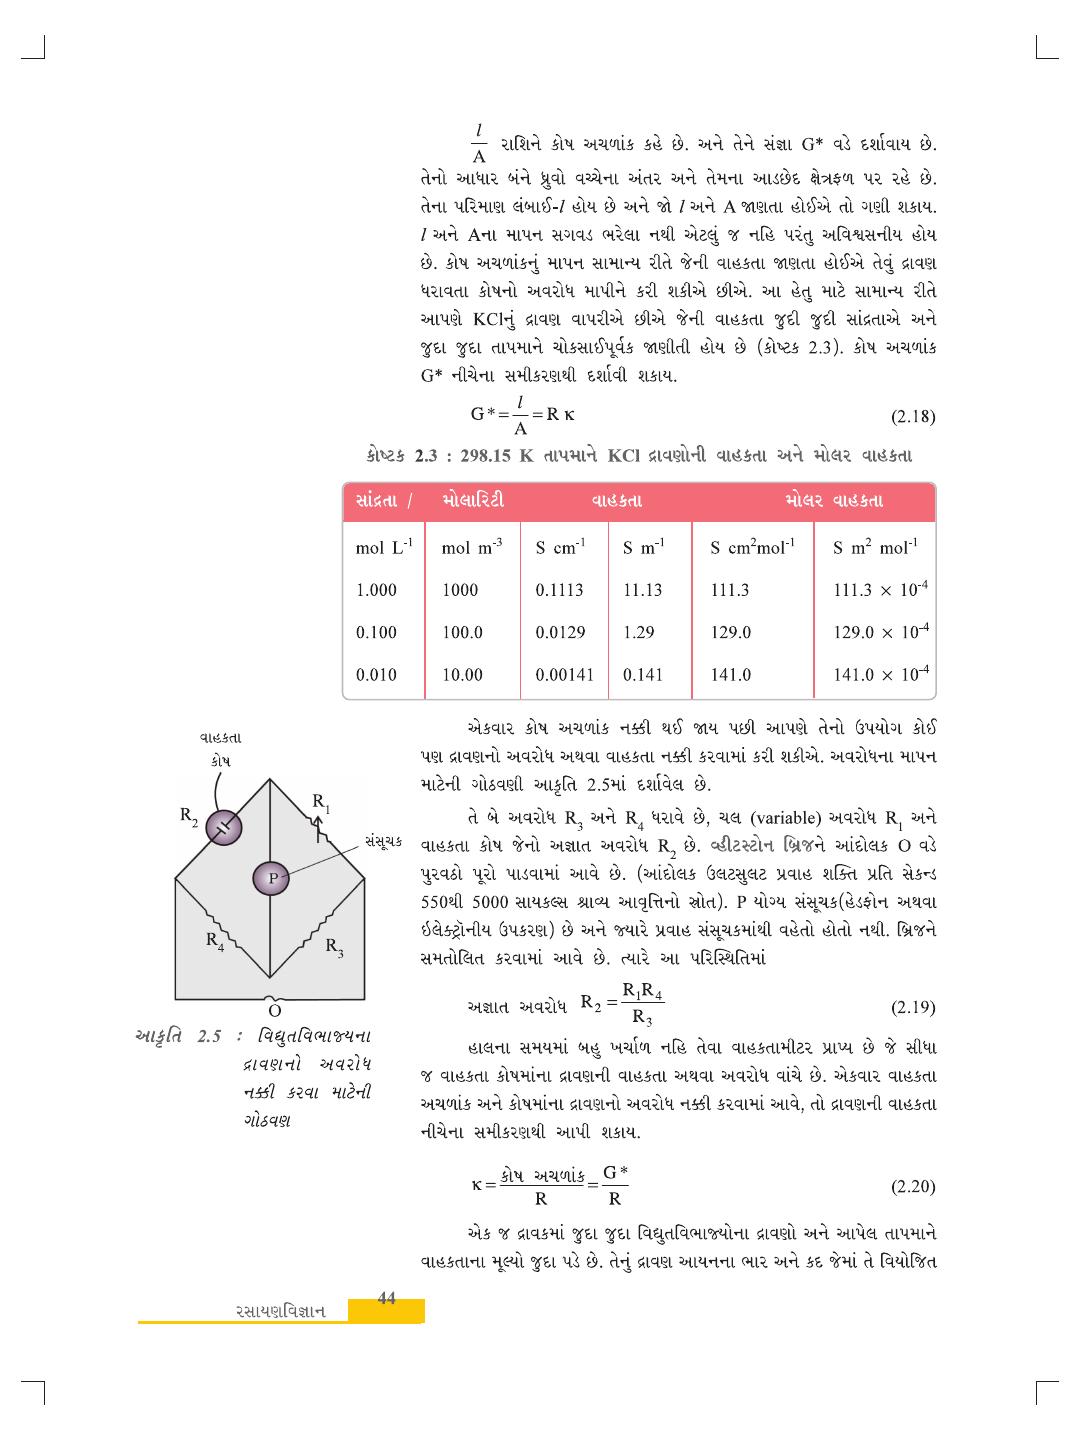 l/A રાશિને કોષ અચળાંક કહે છે. અને તેને સંજ્ઞા G* વડે દર્શાવાય છે.
તેનો આધાર બંને ધ્રુવો વચ્ચેના અંતર અને તેમના આડછેદ ક્ષેત્રફળ પર રહે છે.
તેના પરિમાણ લંબાઈ-l હોય છે અને જો l અને A જાણતા હોઈએ તો ગણી શકાય.
l અને Aના માપન સગવડ ભરેલા નથી એટલું જ નહિ પરંતુ અવિશ્વસનીય હોય
છે. કોષ અચળાંકનું માપન સામાન્ય રીતે જેની વાહકતા જાણતા હોઈએ તેવું દ્રાવણ
ધરાવતા કોષનો અવરોધ માપીને કરી શકીએ છીએ. આ હેતુ માટે સામાન્ય રીતે
આપણે KClનું દ્રાવણ વાપરીએ છીએ જેની વાહકતા જુદી જુદી સાંદ્રતાએ અને
જુદા જુદા તાપમાને ચોકસાઈપૂર્વક જાણીતી હોય છે (કોષ્ટક 2.3). કોષ અચળાંક
G* નીચેના સમીકરણથી દર્શાવી શકાય.
G* = l/A = R κ (2.18)
કોષ્ટક 2.3 : 298.15 K તાપમાને KCl દ્રાવણોની વાહકતા અને મોલર વાહકતા
સાંદ્રતા / મોલારિટી વાહકતા મોલર વાહકતા
mol L⁻¹ mol m⁻³ S cm⁻¹ S m⁻¹ S cm²mol⁻¹ S m² mol⁻¹
1.000 1000 0.1113 11.13 111.3 111.3 × 10⁻⁴
0.100 100.0 0.0129 1.29 129.0 129.0 × 10⁻⁴
0.010 10.00 0.00141 0.141 141.0 141.0 × 10⁻⁴
એકવાર કોષ અચળાંક નક્કી થઈ જાય પછી આપણે તેનો ઉપયોગ કોઈ
પણ દ્રાવણનો અવરોધ અથવા વાહકતા નક્કી કરવામાં કરી શકીએ. અવરોધના માપન
માટેની ગોઠવણી આકૃતિ 2.5માં દર્શાવેલ છે.
તે બે અવરોધ R₃ અને R₄ ધરાવે છે, ચલ (variable) અવરોધ R₁ અને
વાહકતા કોષ જેનો અજ્ઞાત અવરોધ R₂ છે. વ્હીટસ્ટોન બ્રિજને આંદોલક O વડે
પુરવઠો પૂરો પાડવામાં આવે છે. (આંદોલક ઉલટસુલટ પ્રવાહ શક્તિ પ્રતિ સેકન્ડ
550થી 5000 સાયકલ્સ શ્રાવ્ય આવૃત્તિનો સ્રોત). P યોગ્ય સંસૂચક(હેડફોન અથવા
ઇલેક્ટ્રૉનીય ઉપકરણ) છે અને જ્યારે પ્રવાહ સંસૂચકમાંથી વહેતો હોતો નથી. બ્રિજને
સમતોલિત કરવામાં આવે છે. ત્યારે આ પરિસ્થિતિમાં
અજ્ઞાત અવરોધ R₂ = R₁R₄/R₃ (2.19)
હાલના સમયમાં બહુ ખર્ચાળ નહિ તેવા વાહકતામીટર પ્રાપ્ય છે જે સીધા
જ વાહકતા કોષમાંના દ્રાવણની વાહકતા અથવા અવરોધ વાંચે છે. એકવાર વાહકતા
અચળાંક અને કોષમાંના દ્રાવણનો અવરોધ નક્કી કરવામાં આવે, તો દ્રાવણની વાહકતા
નીચેના સમીકરણથી આપી શકાય.
κ = કોષ અચળાંક/R = G*/R (2.20)
એક જ દ્રાવકમાં જુદા જુદા વિદ્યુતવિભાજ્યોના દ્રાવણો અને આપેલ તાપમાને
વાહકતાના મૂલ્યો જુદા પડે છે. તેનું દ્રાવણ આયનના ભાર અને કદ જેમાં તે વિયોજિત
વાહકતા
કોષ
R₂
R₁
સંસૂચક
P
R₄
R₃
O
આકૃતિ 2.5 : વિદ્યુતવિભાજ્યના
દ્રાવણનો અવરોધ
નક્કી કરવા માટેની
ગોઠવણ
રસાયણવિજ્ઞાન 44